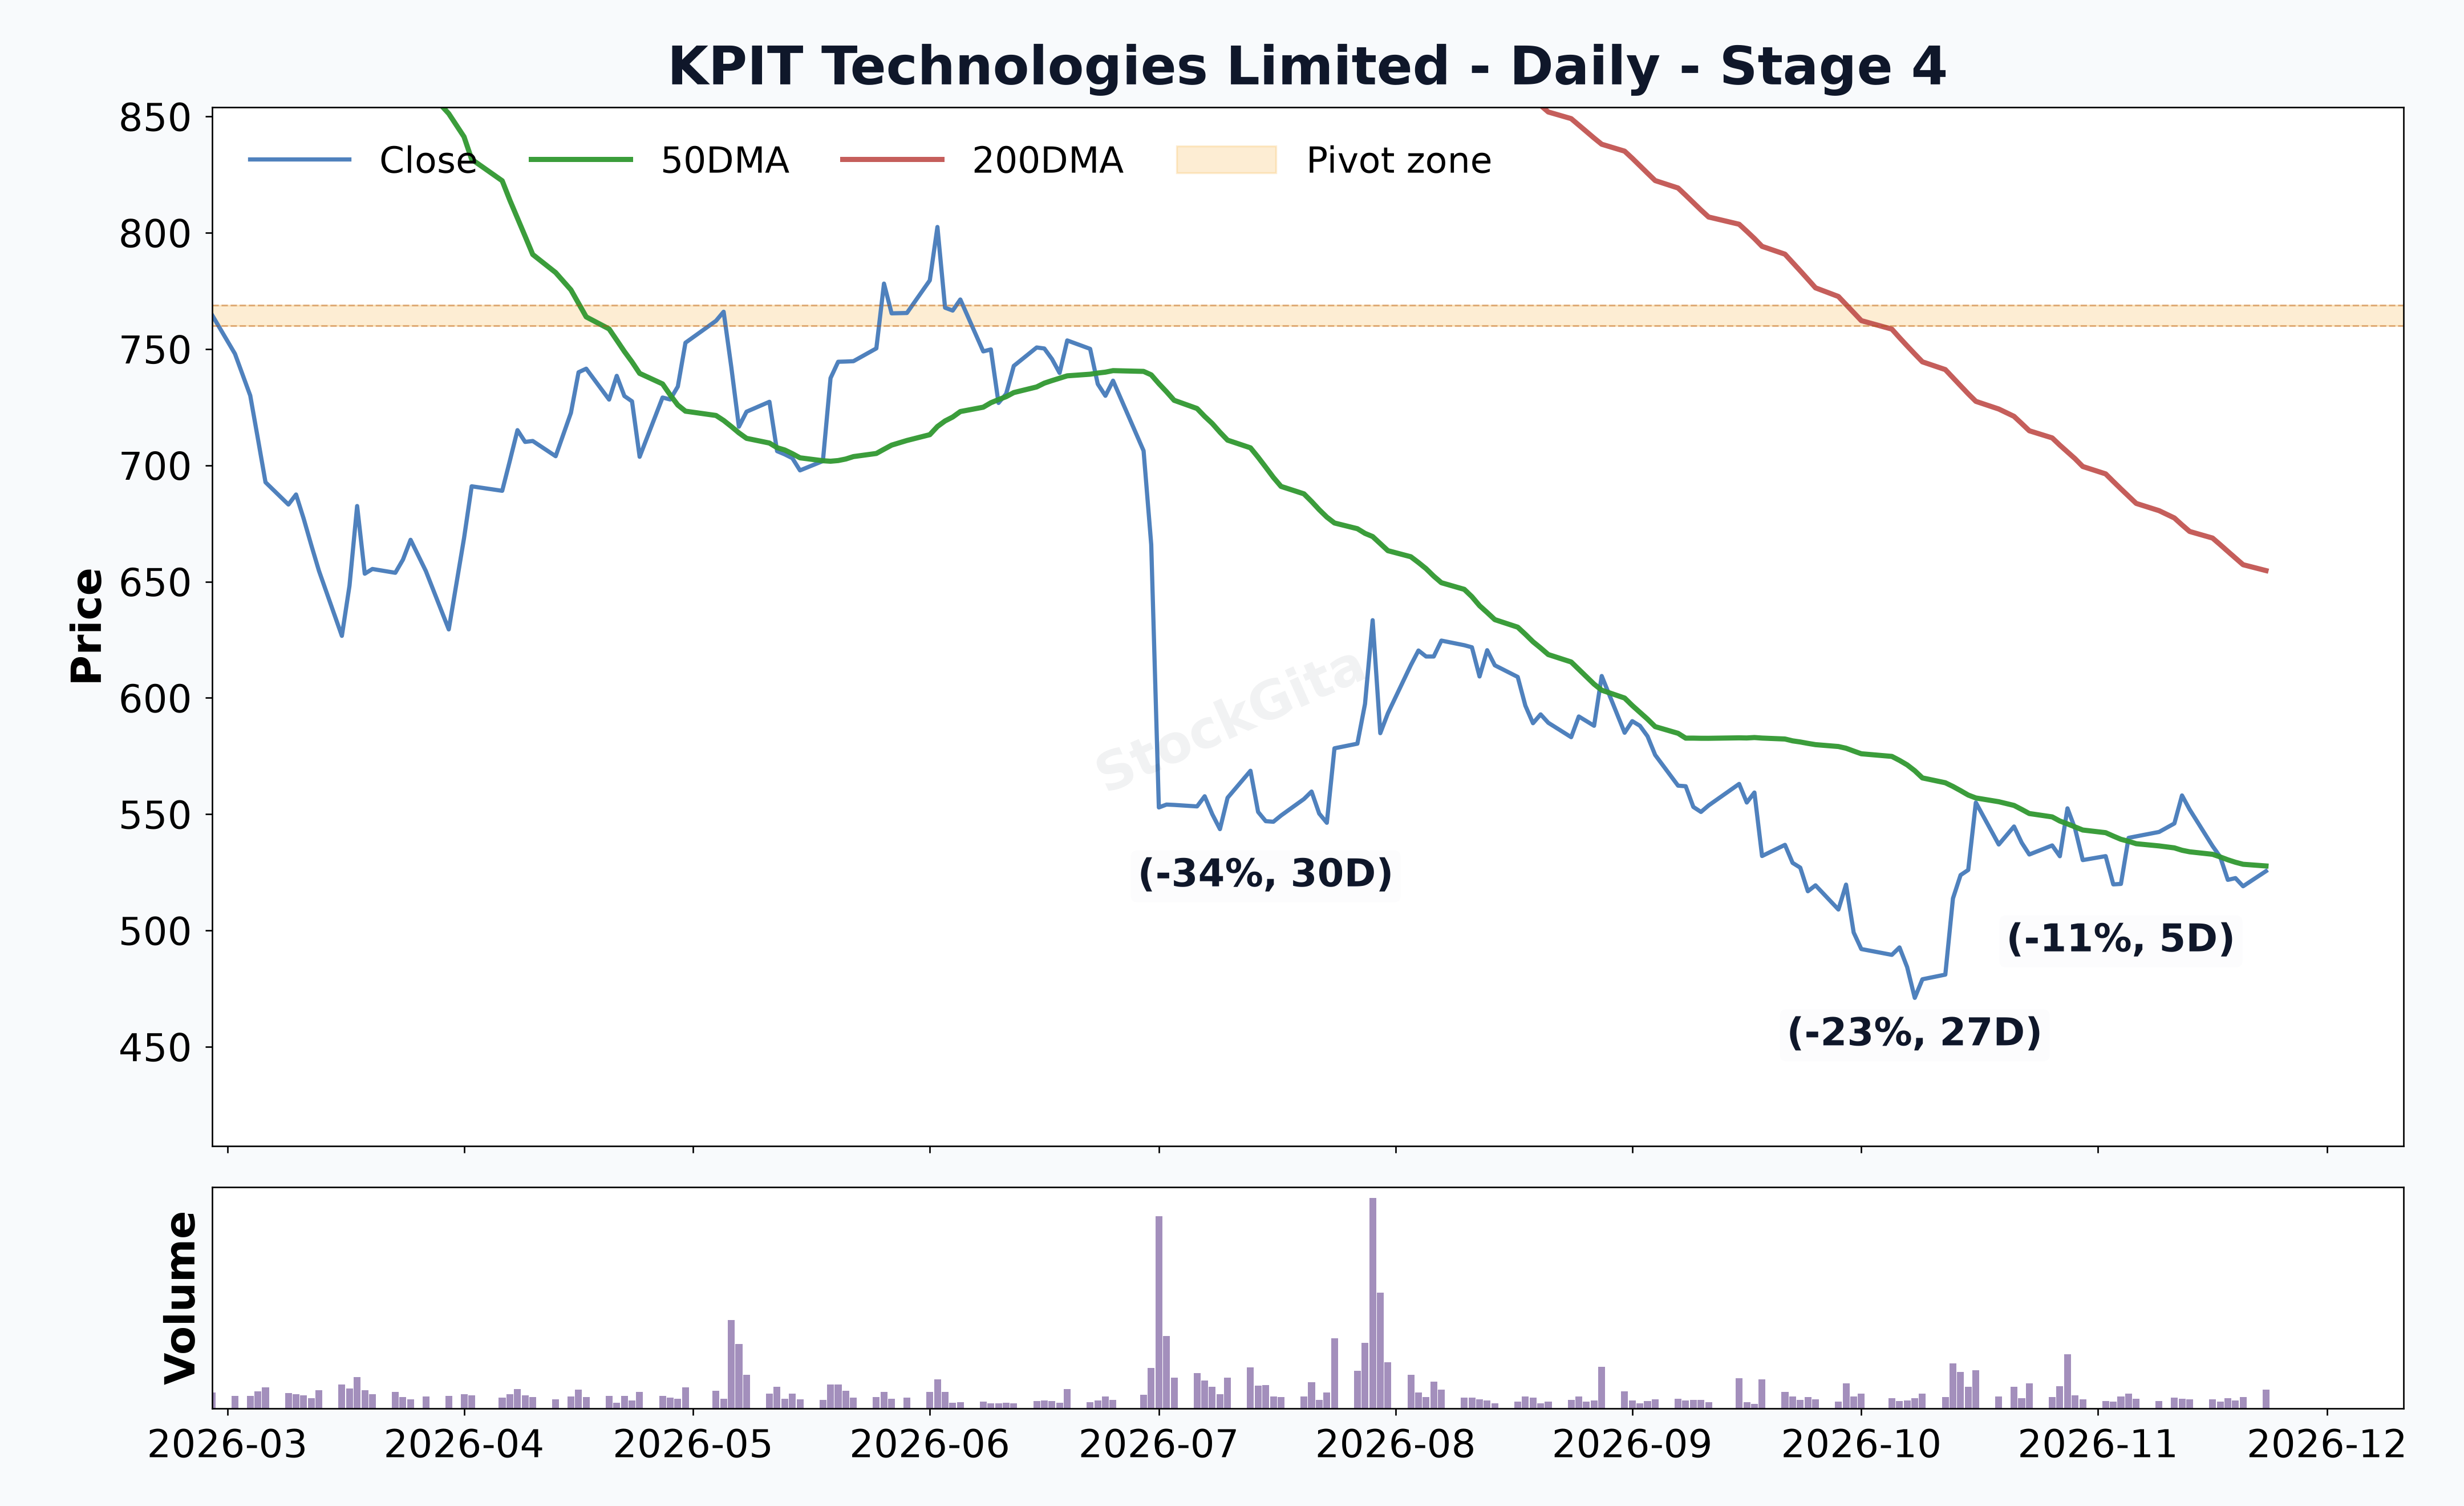 KPIT Technologies Limited - Daily - Stage 4
Close 50DMA 200DMA Pivot zone
Price
850
800
750
700
650
600
550
500
450
StockGita
(-34%, 30D)
(-11%, 5D)
(-23%, 27D)
Volume
2026-03 2026-04 2026-05 2026-06 2026-07 2026-08 2026-09 2026-10 2026-11 2026-12